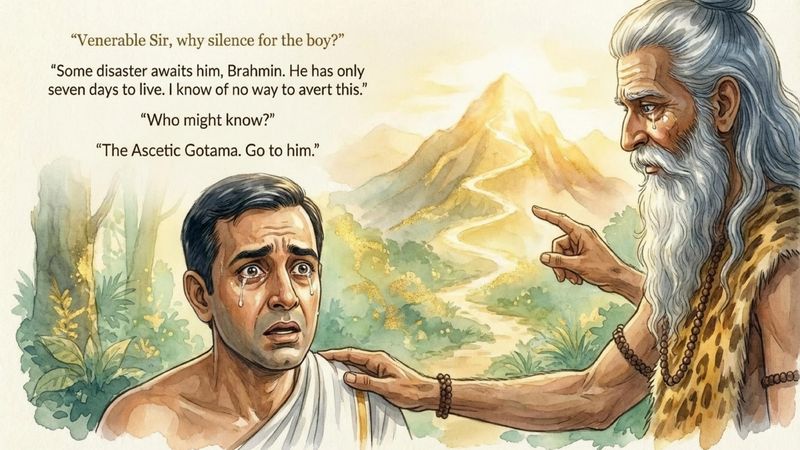 “Venerable Sir, why silence for the boy?”
“Some disaster awaits him, Brahmin. He has only
seven days to live. I know of no way to avert this.”
“Who might know?”
“The Ascetic Gotama. Go to him.”